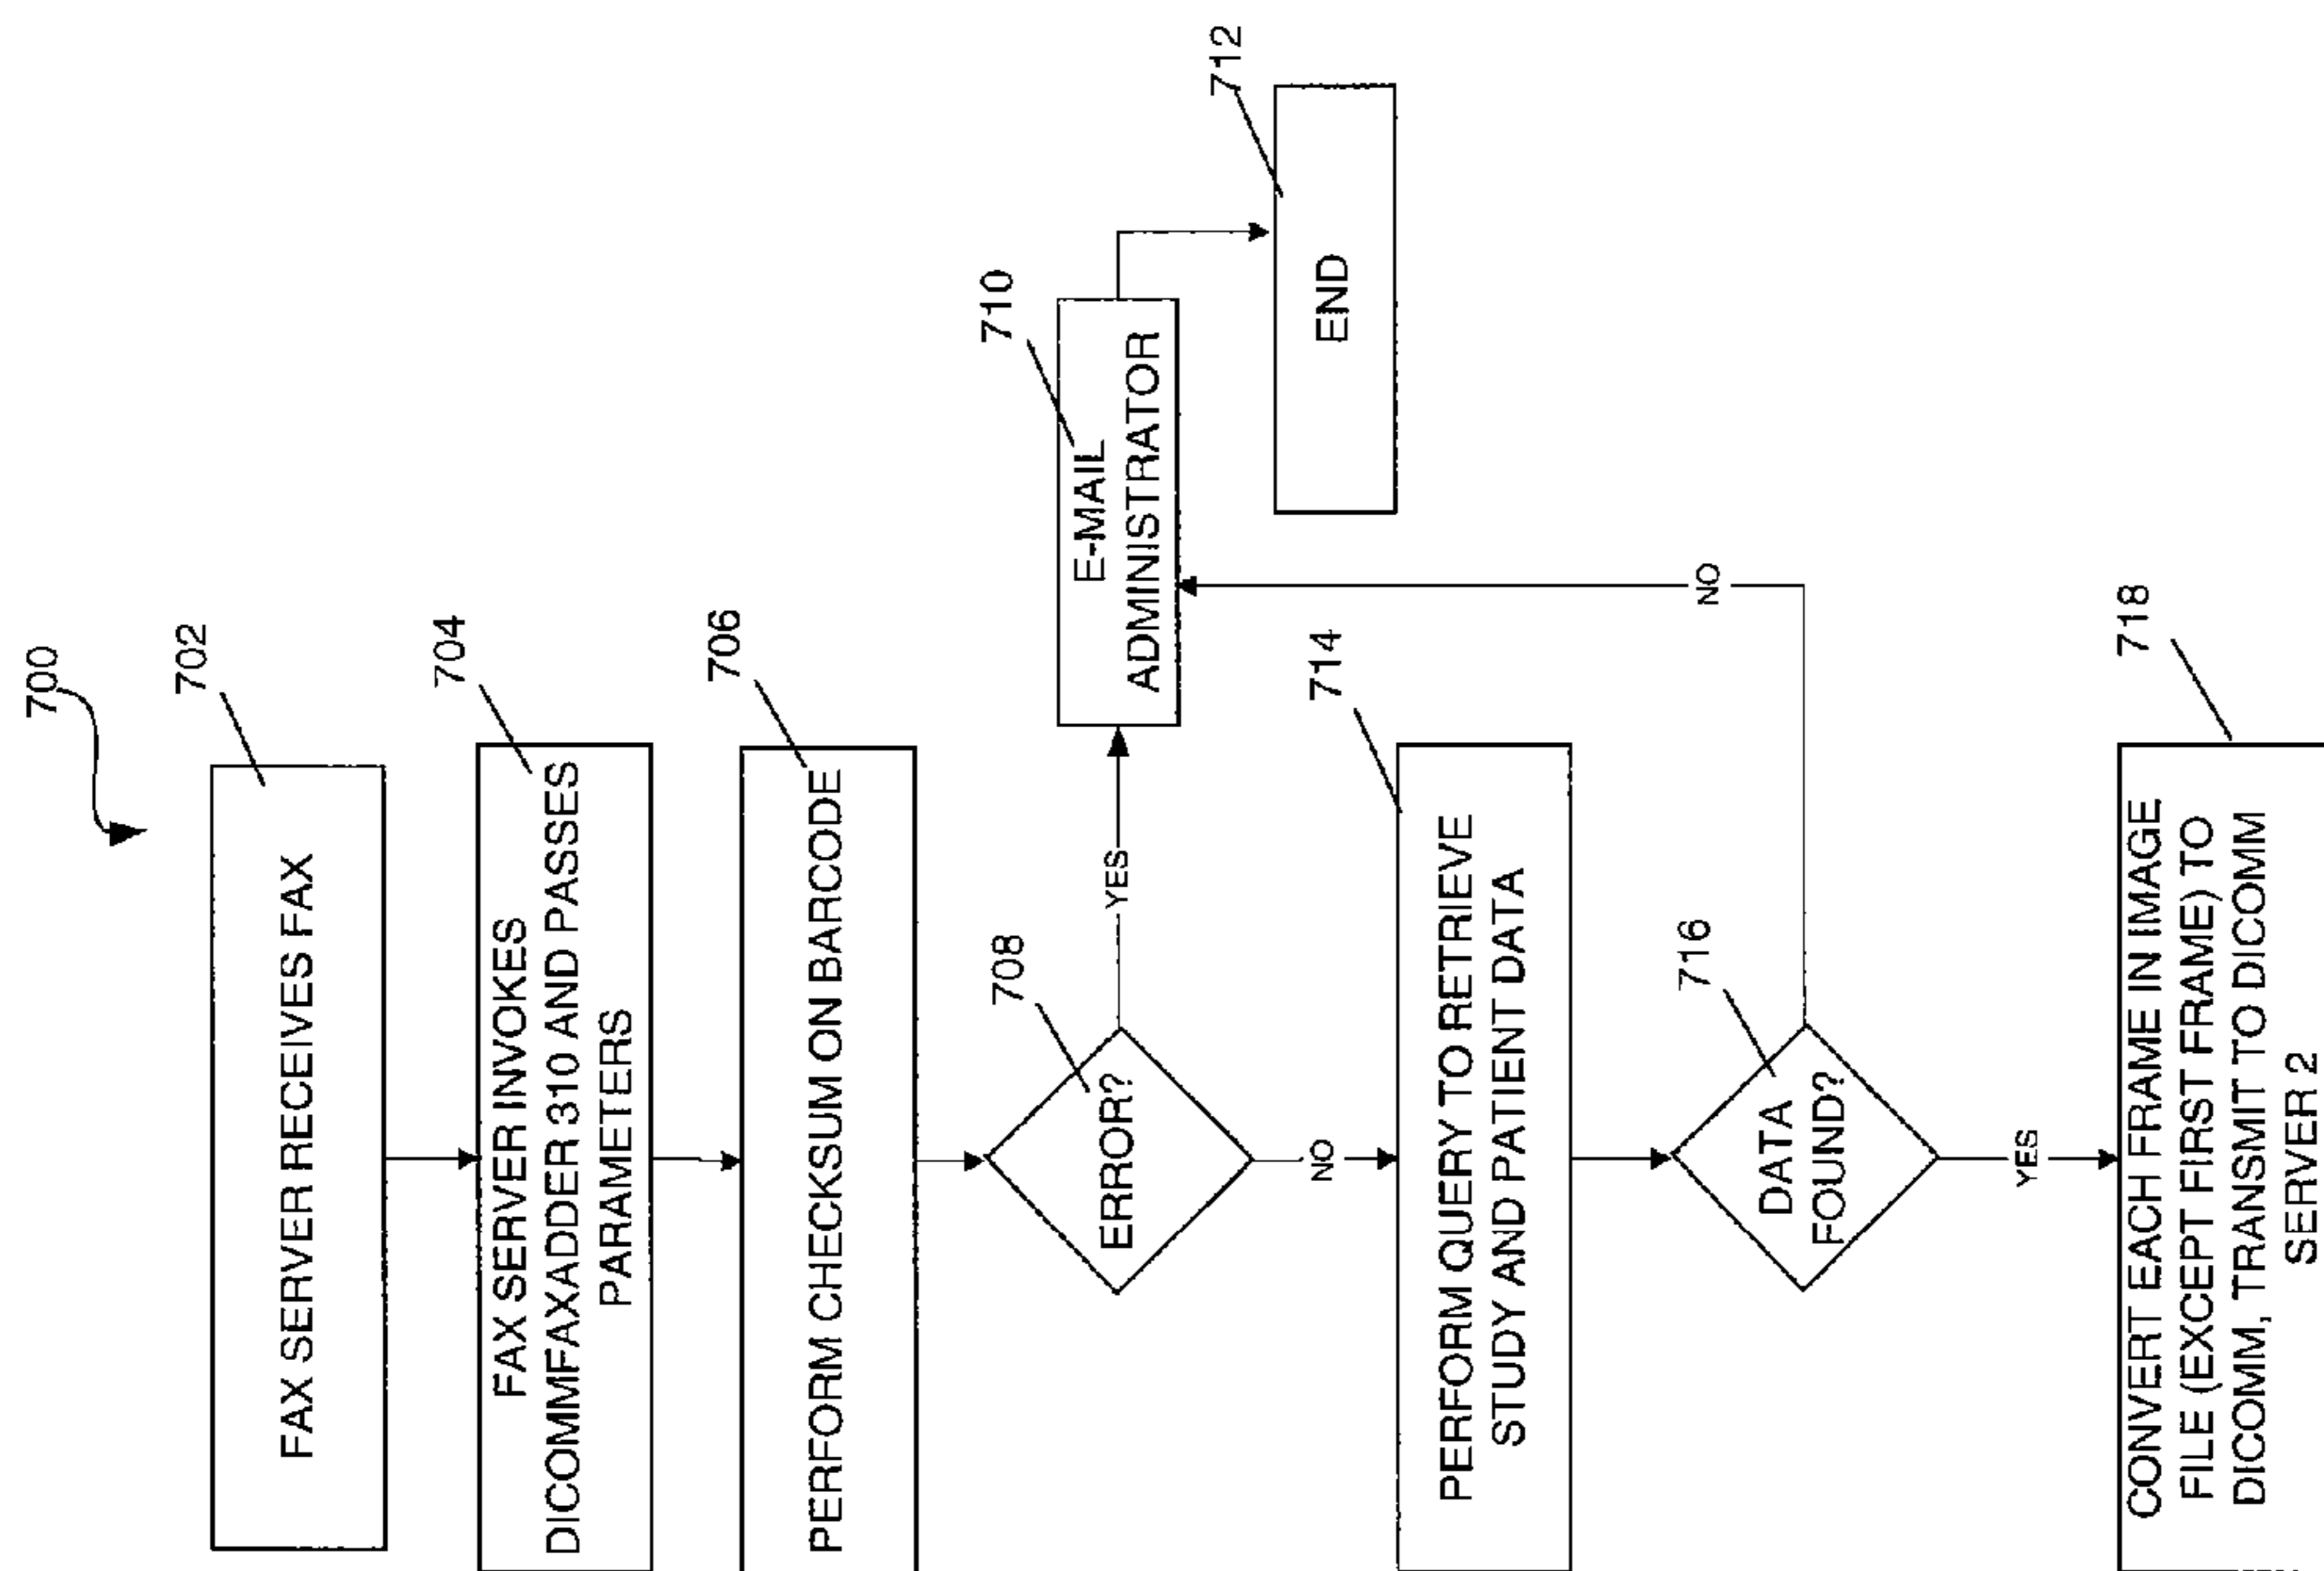 700
702
FAX SERVER RECEIVES FAX
704
FAX SERVER INVOKES
DICOMMFAXADDER 310 AND PASSES
PARAMETERS
706
PERFORM CHECKSUM ON BARCODE
708
ERROR?
YES
710
E-MAIL
ADMINISTRATOR
712
END
NO
714
PERFORM QUERY TO RETRIEVE
STUDY AND PATIENT DATA
716
DATA
FOUND?
NO
YES
718
CONVERT EACH FRAME IN IMAGE
FILE (EXCEPT FIRST FRAME) TO
DICOMM, TRANSMIT TO DICOMM
SERVER 2